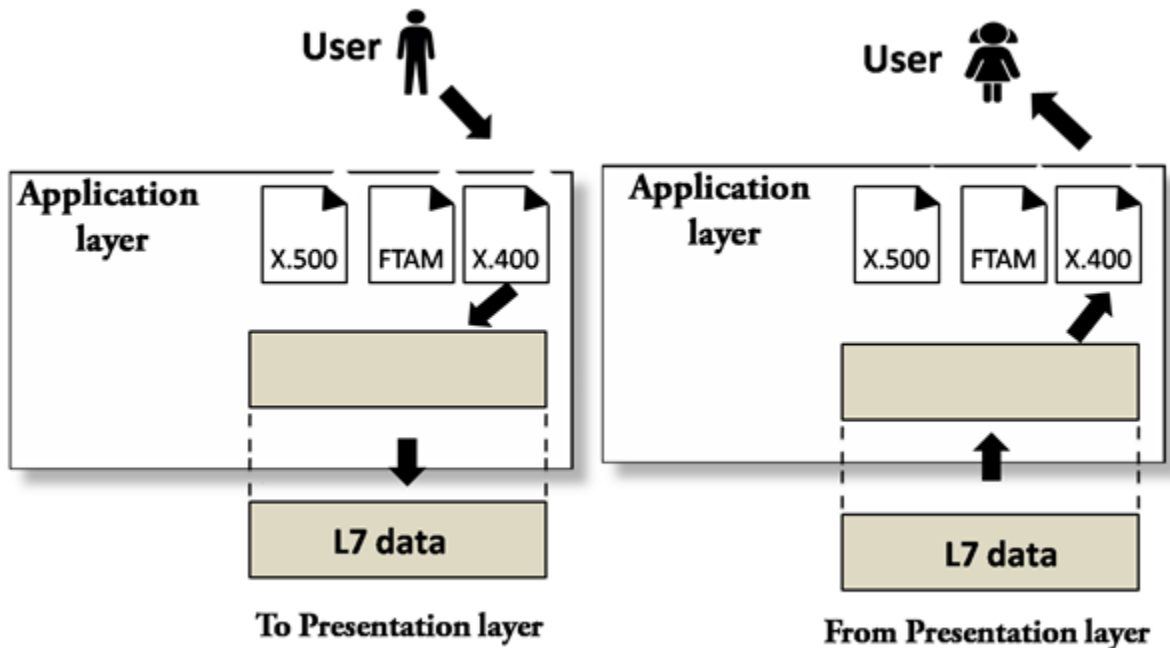 User
Application
layer
X.500
FTAM
X.400
L7 data
To Presentation layer
User
Application
layer
X.500
FTAM
X.400
L7 data
From Presentation layer